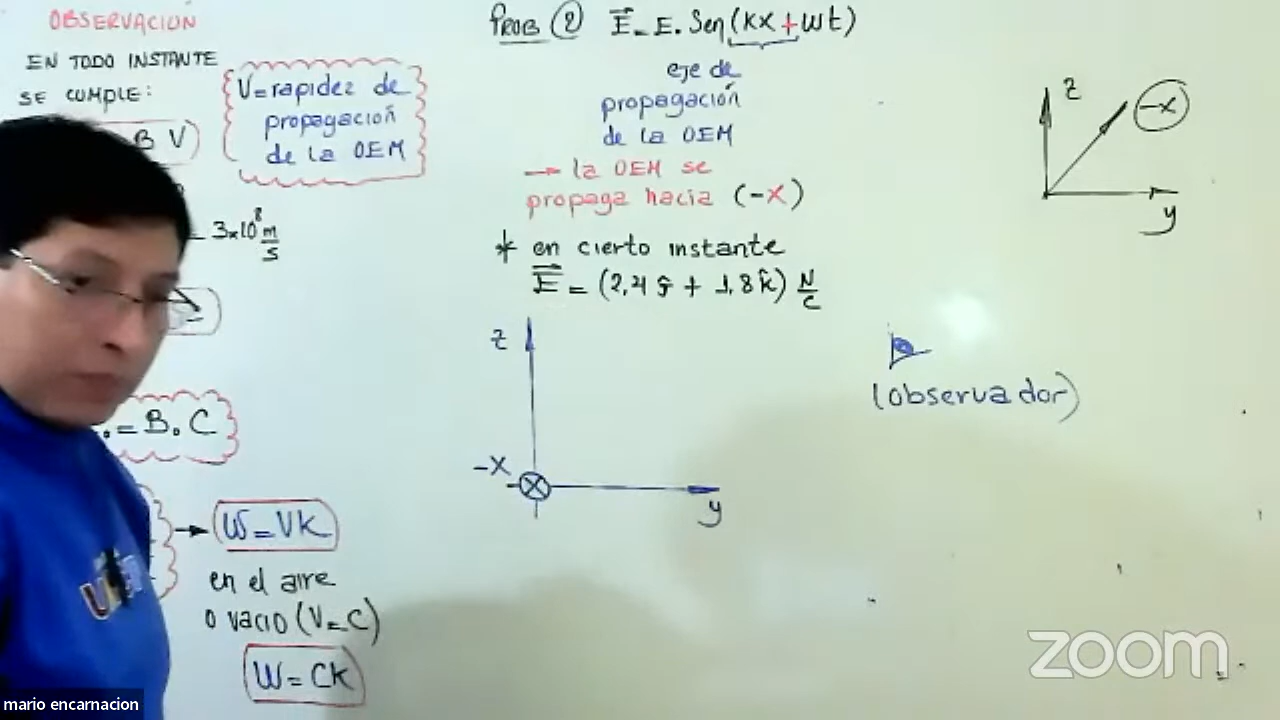 OBSERVACION
EN TODO INSTANTE
SE CUMPLE:
B V
V=rapidez de
propagación
de la OEM
= 3x10⁸ m/s
.=B.C
W=VK
en el aire
o vacio (V=C)
W=CK
PROB (2) E⃗=E. Sen(KX+Wt)
eje de
propagación
de la OEM
→ la OEM se
propaga hacia (-X)
* en cierto instante
E⃗ = (2,4 ĵ + 1,8 k̂) N/C
z
-X
y
z
-X
y
(observador)
zoom
mario encarnacion